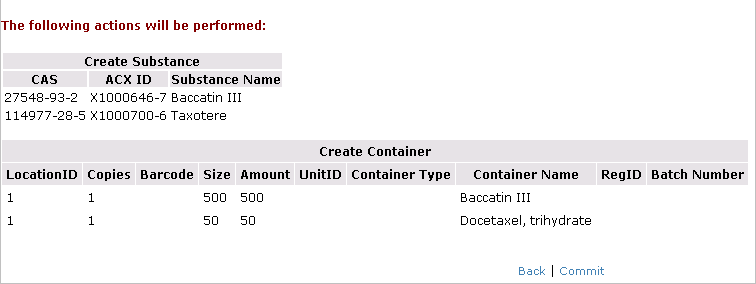 The following actions will be performed:
Create Substance
CAS ACX ID Substance Name
27548-93-2 X1000646-7 Baccatin III
114977-28-5 X1000700-6 Taxotere
Create Container
LocationID Copies Barcode Size Amount UnitID Container Type Container Name RegID Batch Number
1 1 500 500 Baccatin III
1 1 50 50 Docetaxel, trihydrate
Back | Commit